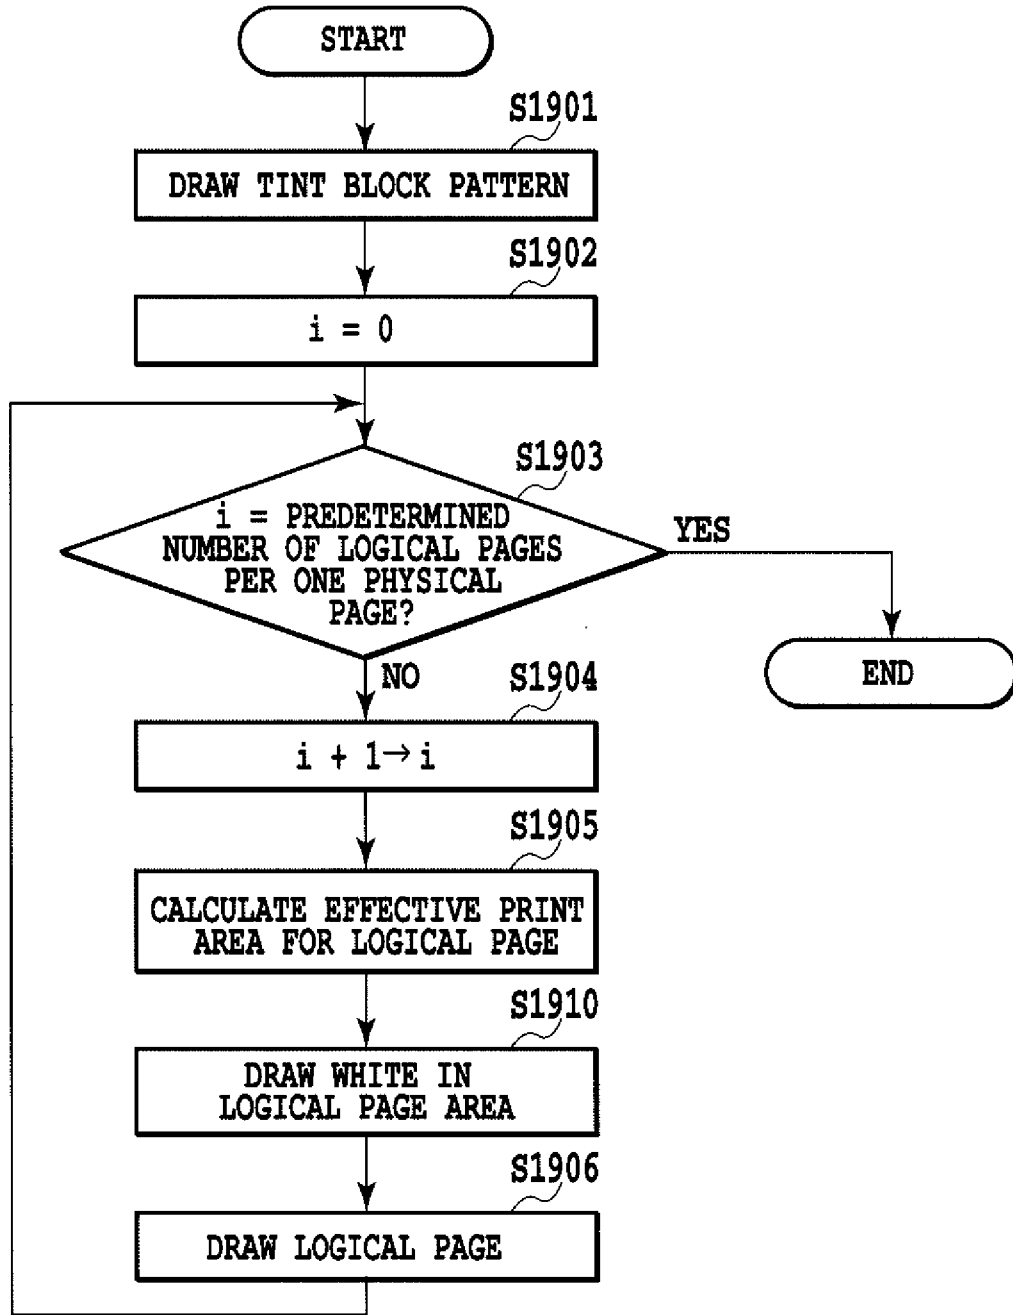 START
S1901
DRAW TINT BLOCK PATTERN
S1902
i = 0
S1903
i = PREDETERMINED
NUMBER OF LOGICAL PAGES
PER ONE PHYSICAL
PAGE?
YES
END
NO
S1904
i + 1→i
S1905
CALCULATE EFFECTIVE PRINT
AREA FOR LOGICAL PAGE
S1910
DRAW WHITE IN
LOGICAL PAGE AREA
S1906
DRAW LOGICAL PAGE